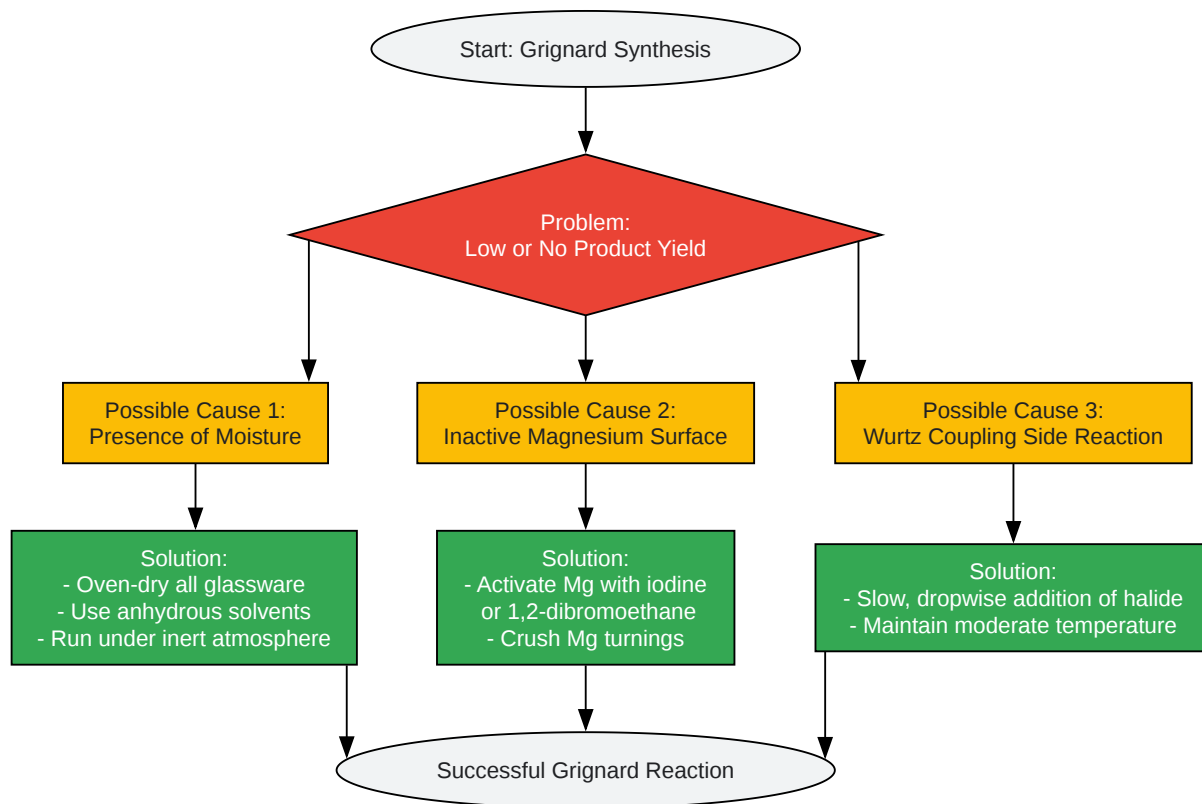 Start: Grignard Synthesis
Problem:
Low or No Product Yield
Possible Cause 1:
Presence of Moisture
Possible Cause 2:
Inactive Magnesium Surface
Possible Cause 3:
Wurtz Coupling Side Reaction
Solution:
- Oven-dry all glassware
- Use anhydrous solvents
- Run under inert atmosphere
Solution:
- Activate Mg with iodine
or 1,2-dibromoethane
- Crush Mg turnings
Solution:
- Slow, dropwise addition of halide
- Maintain moderate temperature
Successful Grignard Reaction